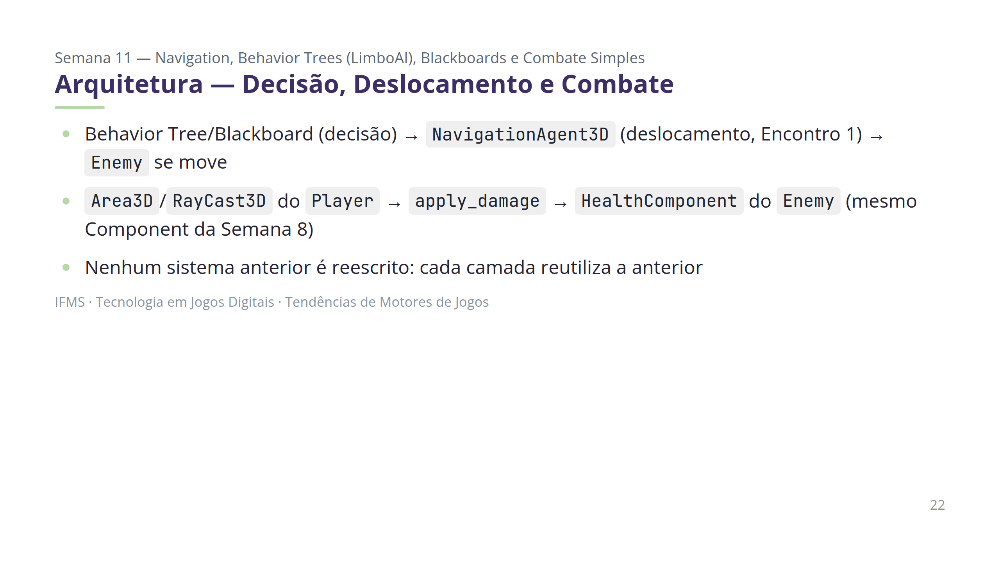 Semana 11 — Navigation, Behavior Trees (LimboAI), Blackboards e Combate Simples
Arquitetura — Decisão, Deslocamento e Combate
Behavior Tree/Blackboard (decisão) → NavigationAgent3D (deslocamento, Encontro 1) →
Enemy se move
Area3D/RayCast3D do Player → apply_damage → HealthComponent do Enemy (mesmo
Component da Semana 8)
Nenhum sistema anterior é reescrito: cada camada reutiliza a anterior
IFMS · Tecnologia em Jogos Digitais · Tendências de Motores de Jogos
22